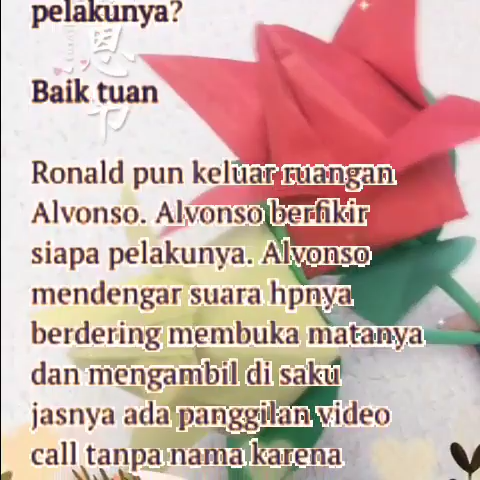 pelakunya?
恩
Baik tuan
Ronald pun keluar ruangan
Alvonso. Alvonso berfikir
siapa pelakunya. Alvonso
mendengar suara hpnya
berdering membuka matanya
dan mengambil di saku
jasnya ada panggilan video
call tanpa nama karena